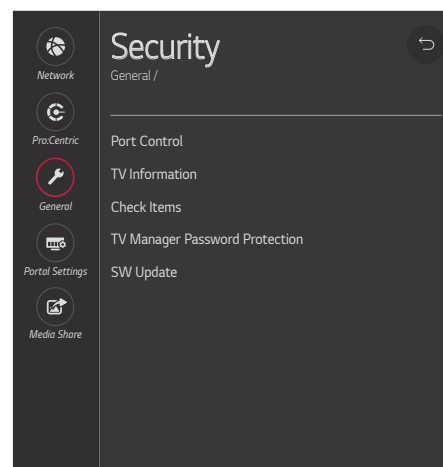 Security
General /
Network
Pro:Centric
General
Portal Settings
Media Share
Port Control
TV Information
Check Items
TV Manager Password Protection
SW Update